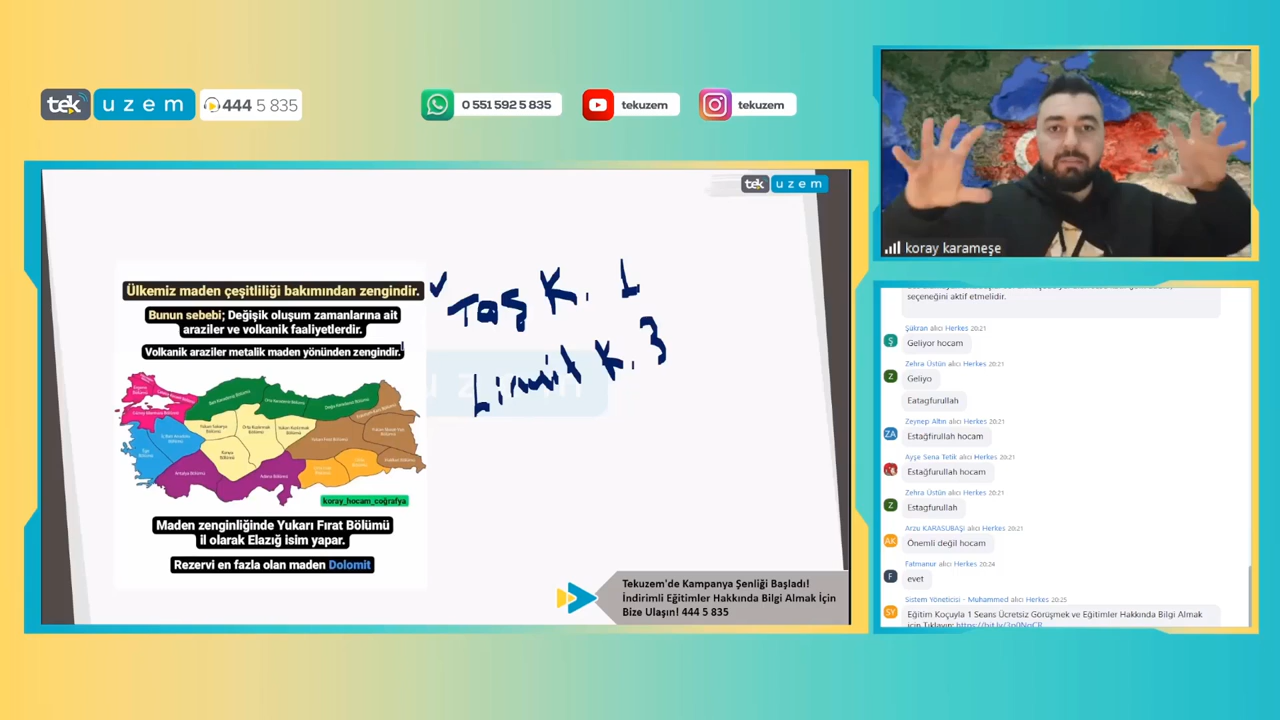 tek uzem 444 5 835
0 551 592 5 835
tekuzem
tekuzem
koray karameşe
tek uzem
Ülkemiz maden çeşitliliği bakımından zengindir.
Bunun sebebi; Değişik oluşum zamanlarına ait
araziler ve volkanik faaliyetlerdir.
Volkanik araziler metalik maden yönünden zengindir.
Taş K. 1
Linyit K. 3
koray_hocam_coğrafya
Maden zenginliğinde Yukarı Fırat Bölümü
il olarak Elazığ isim yapar.
Rezervi en fazla olan maden Dolomit
Tekuzem'de Kampanya Şenliği Başladı!
İndirimli Eğitimler Hakkında Bilgi Almak İçin
Bize Ulaşın! 444 5 835
seçeneğini aktif etmelidir.
Şükran alıcı Herkes 20:21
Ş
Geliyor hocam
Zehra Üstün alıcı Herkes 20:21
Z
Geliyo
Eatagfurullah
Zeynep Altın alıcı Herkes 20:21
ZA
Estağfirullah hocam
Ayşe Sena Tetik alıcı Herkes 20:21
Estağfurullah hocam
Zehra Üstün alıcı Herkes 20:21
Z
Estagfurullah
Arzu KARASUBAŞI alıcı Herkes 20:21
AK
Önemli değil hocam
Fatmanur alıcı Herkes 20:24
F
evet
Sistem Yöneticisi - Muhammed alıcı Herkes 20:25
SY
Eğitim Koçuyla 1 Seans Ücretsiz Görüşmek ve Eğitimler Hakkında Bilgi Almak
için Tıklayın: